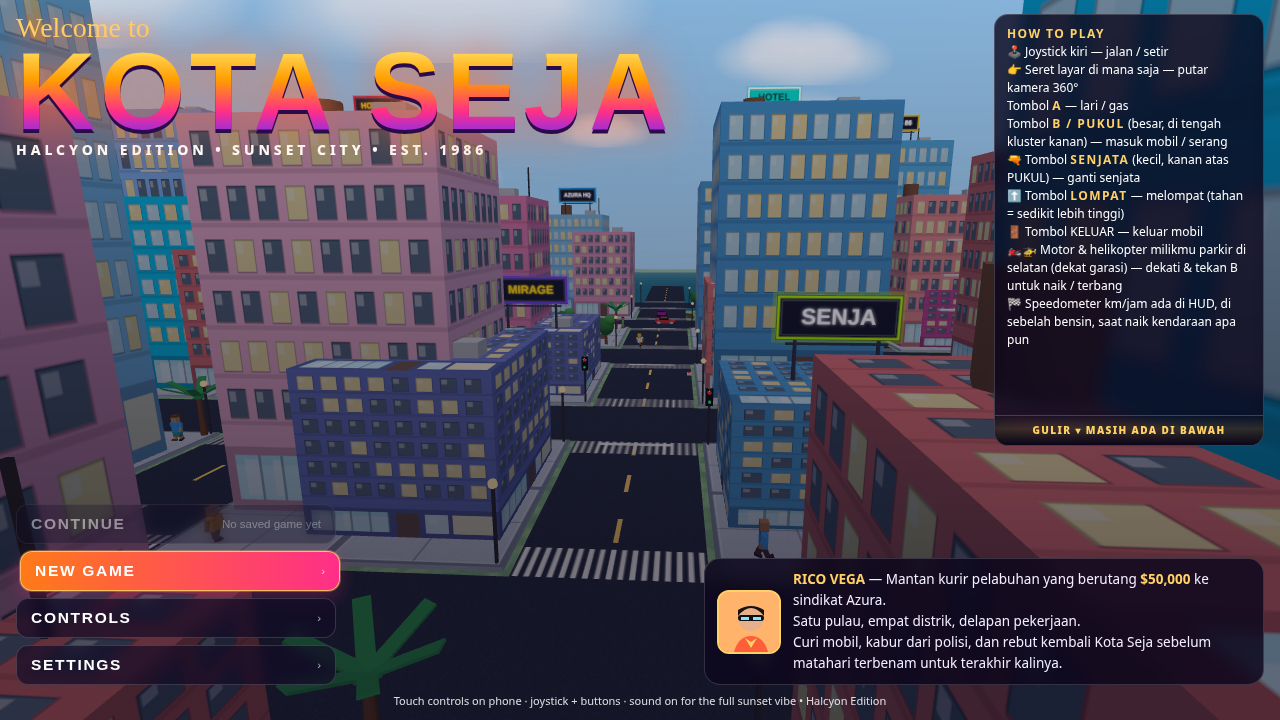 Welcome to
KOTA SEJA
HALCYON EDITION • SUNSET CITY • EST. 1986
HOTEL
AZURA HQ
MIRAGE
SENJA
HOW TO PLAY
🕹️ Joystick kiri — jalan / setir
👉 Seret layar di mana saja — putar
kamera 360°
Tombol A — lari / gas
Tombol B / PUKUL (besar, di tengah
kluster kanan) — masuk mobil / serang
🔫 Tombol SENJATA (kecil, kanan atas
PUKUL) — ganti senjata
⬆️ Tombol LOMPAT — melompat (tahan
= sedikit lebih tinggi)
🚪 Tombol KELUAR — keluar mobil
🏍️🚁 Motor & helikopter milikmu parkir di
selatan (dekat garasi) — dekati & tekan B
untuk naik / terbang
🏁 Speedometer km/jam ada di HUD, di
sebelah bensin, saat naik kendaraan apa
pun
GULIR ▾ MASIH ADA DI BAWAH
CONTINUE No saved game yet
NEW GAME ›
CONTROLS ›
SETTINGS ›
RICO VEGA — Mantan kurir pelabuhan yang berutang $50,000 ke
sindikat Azura.
Satu pulau, empat distrik, delapan pekerjaan.
Curi mobil, kabur dari polisi, dan rebut kembali Kota Seja sebelum
matahari terbenam untuk terakhir kalinya.
Touch controls on phone · joystick + buttons · sound on for the full sunset vibe • Halcyon Edition